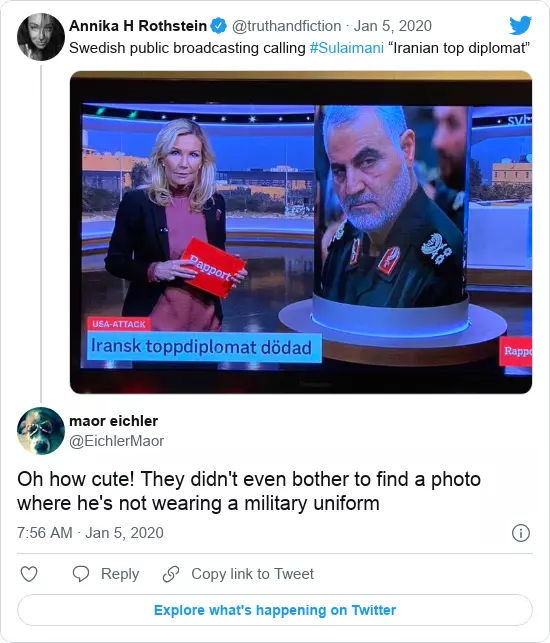 Annika H Rothstein @truthandfiction · Jan 5, 2020
Swedish public broadcasting calling #Sulaimani “Iranian top diplomat”
svt
Rapport
USA-ATTACK
Iransk toppdiplomat dödad
Rappo
maor eichler
@EichlerMaor
Oh how cute! They didn't even bother to find a photo
where he's not wearing a military uniform
7:56 AM · Jan 5, 2020
Reply
Copy link to Tweet
Explore what's happening on Twitter